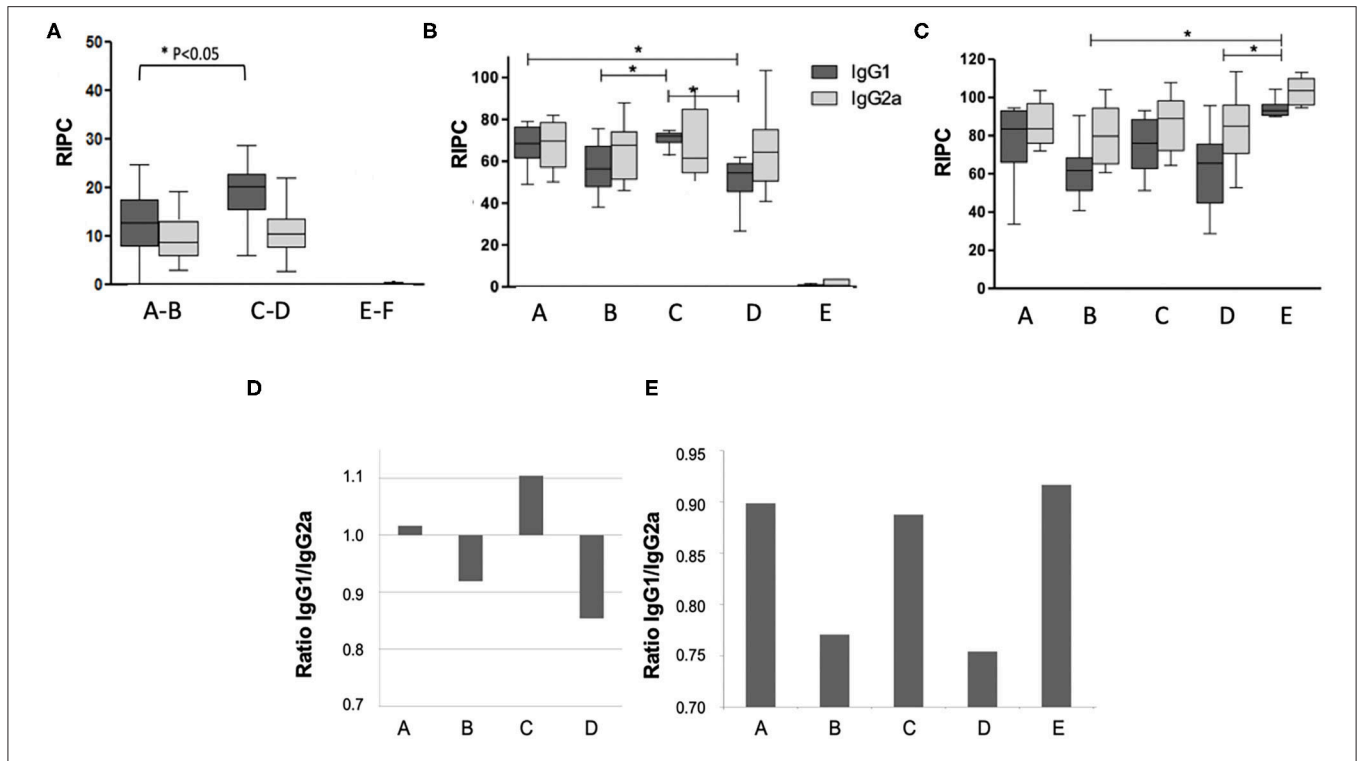 A
RIPC
50
40
30
20
10
0
* P<0.05
A-B C-D E-F
B
RIPC
100
80
60
40
20
0
*
*
*
IgG1
IgG2a
A B C D E
C
RIPC
120
100
80
60
40
20
0
*
*
A B C D E
D
Ratio IgG1/IgG2a
1.1
1.0
0.9
0.8
0.7
A B C D
E
Ratio IgG1/IgG2a
0.95
0.90
0.85
0.80
0.75
0.70
A B C D E